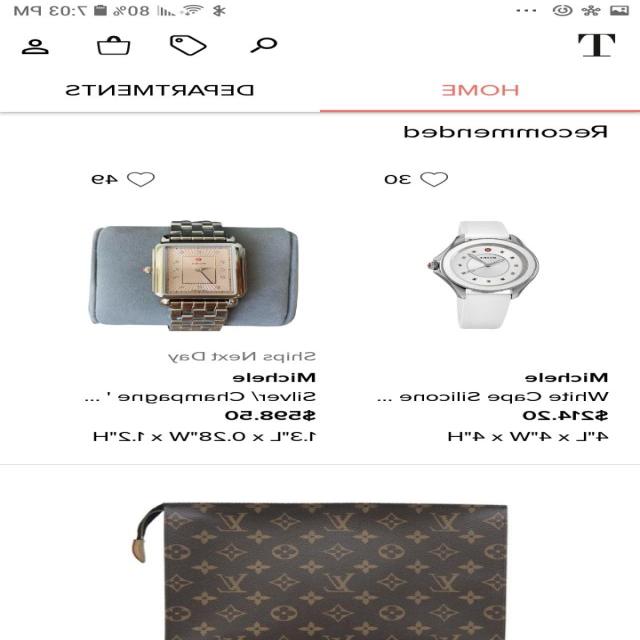 80% 7:03 PM
T
HOME DEPARTMENTS
Recommended
30 49
Ships Next Day
Michele Michele
White Cape Silicone ... Silver/ Champagne ' ...
$214.20 $598.50
4"L x 4"W x 4"H 1.3"L x 0.28"W x 1.2"H